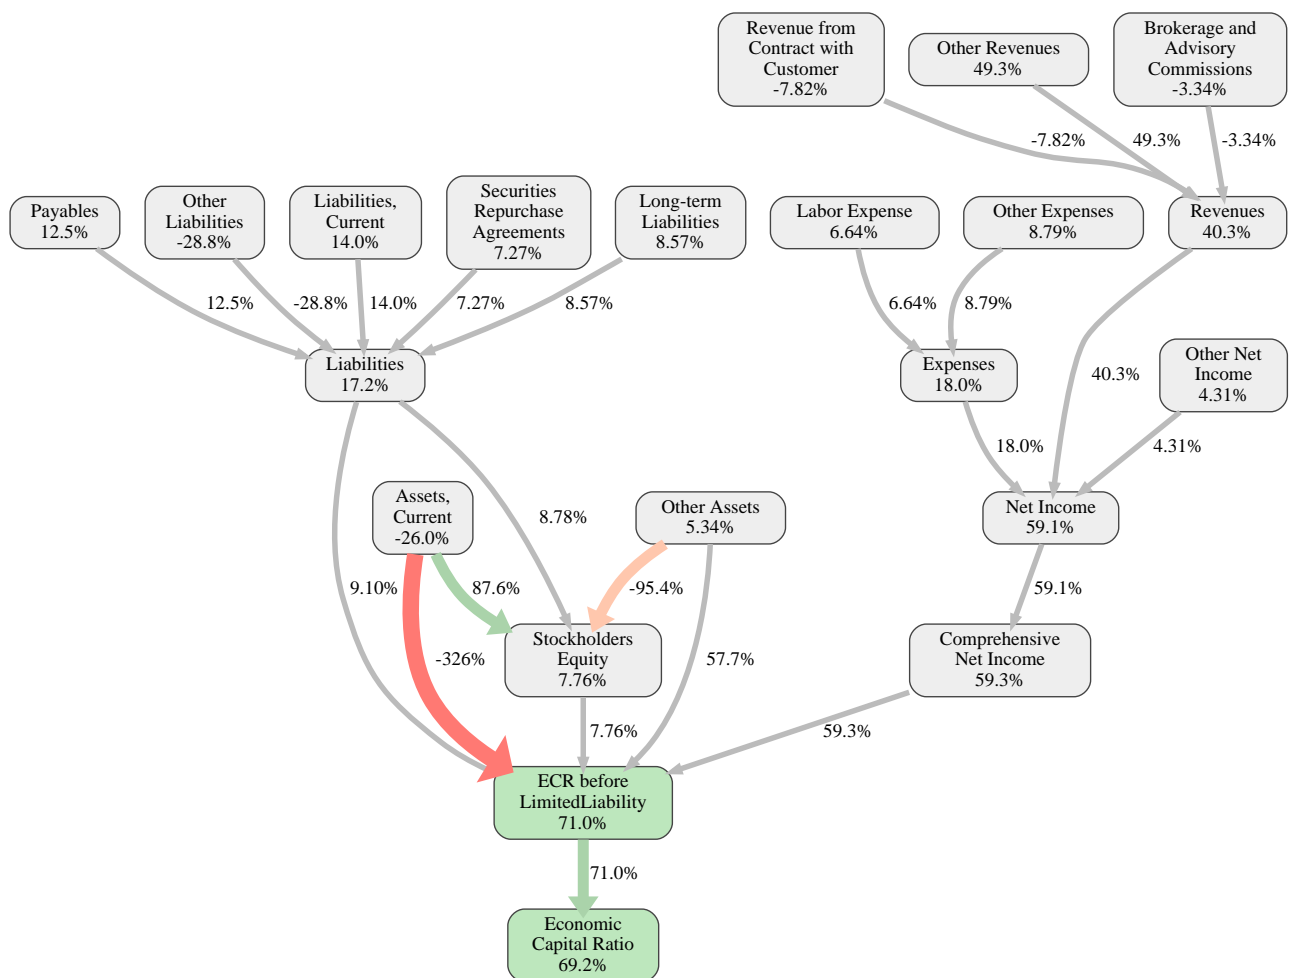 Revenue from
Contract with
Customer
-7.82%
Other Revenues
49.3%
Brokerage and
Advisory
Commissions
-3.34%
-7.82%
49.3%
-3.34%
Payables
12.5%
Other
Liabilities
-28.8%
Liabilities,
Current
14.0%
Securities
Repurchase
Agreements
7.27%
Long-term
Liabilities
8.57%
Labor Expense
6.64%
Other Expenses
8.79%
Revenues
40.3%
12.5%
-28.8%
14.0%
7.27%
8.57%
6.64%
8.79%
Liabilities
17.2%
Expenses
18.0%
40.3%
Other Net
Income
4.31%
18.0%
4.31%
Assets,
Current
-26.0%
8.78%
Other Assets
5.34%
Net Income
59.1%
9.10%
87.6%
-95.4%
59.1%
-326%
Stockholders
Equity
7.76%
57.7%
Comprehensive
Net Income
59.3%
7.76%
59.3%
ECR before
LimitedLiability
71.0%
71.0%
Economic
Capital Ratio
69.2%